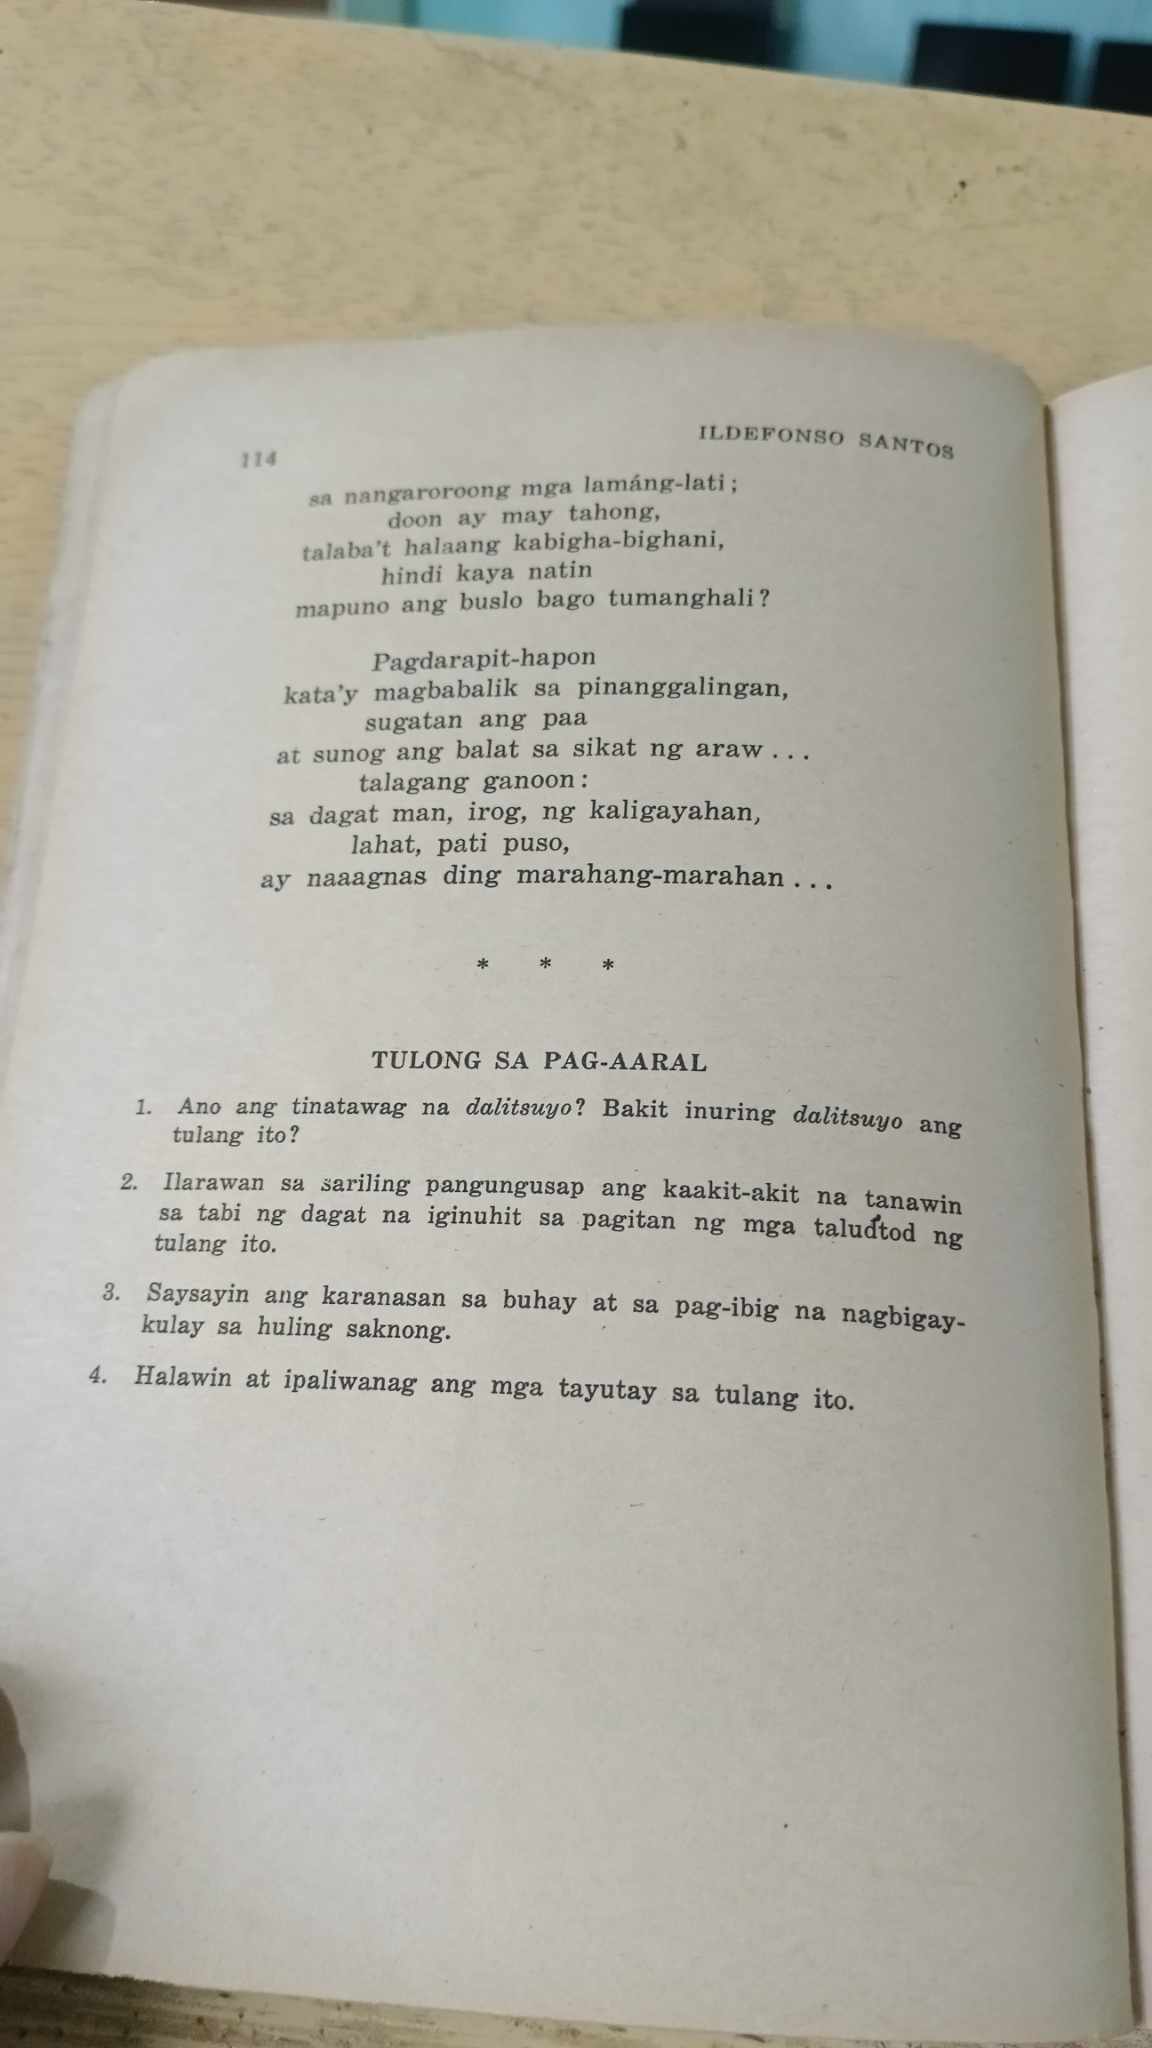 114
ILDEFONSO SANTOS
sa nangaroroong mga lamáng-lati;
doon ay may tahong,
talaba't halaang kabigha-bighani,
hindi kaya natin
mapuno ang buslo bago tumanghali?
Pagdarapit-hapon
kata'y magbabalik sa pinanggalingan,
sugatan ang paa
at sunog ang balat sa sikat ng araw...
talagang ganoon:
sa dagat man, irog, ng kaligayahan,
lahat, pati puso,
ay naaagnas ding marahang-marahan...
* * *
TULONG SA PAG-AARAL
1. Ano ang tinatawag na dalitsuyo? Bakit inuring dalitsuyo ang
tulang ito?
2. Ilarawan sa sariling pangungusap ang kaakit-akit na tanawin
sa tabi ng dagat na iginuhit sa pagitan ng mga taludtod ng
tulang ito.
3. Saysayin ang karanasan sa buhay at sa pag-ibig na nagbigay-
kulay sa huling saknong.
4. Halawin at ipaliwanag ang mga tayutay sa tulang ito.